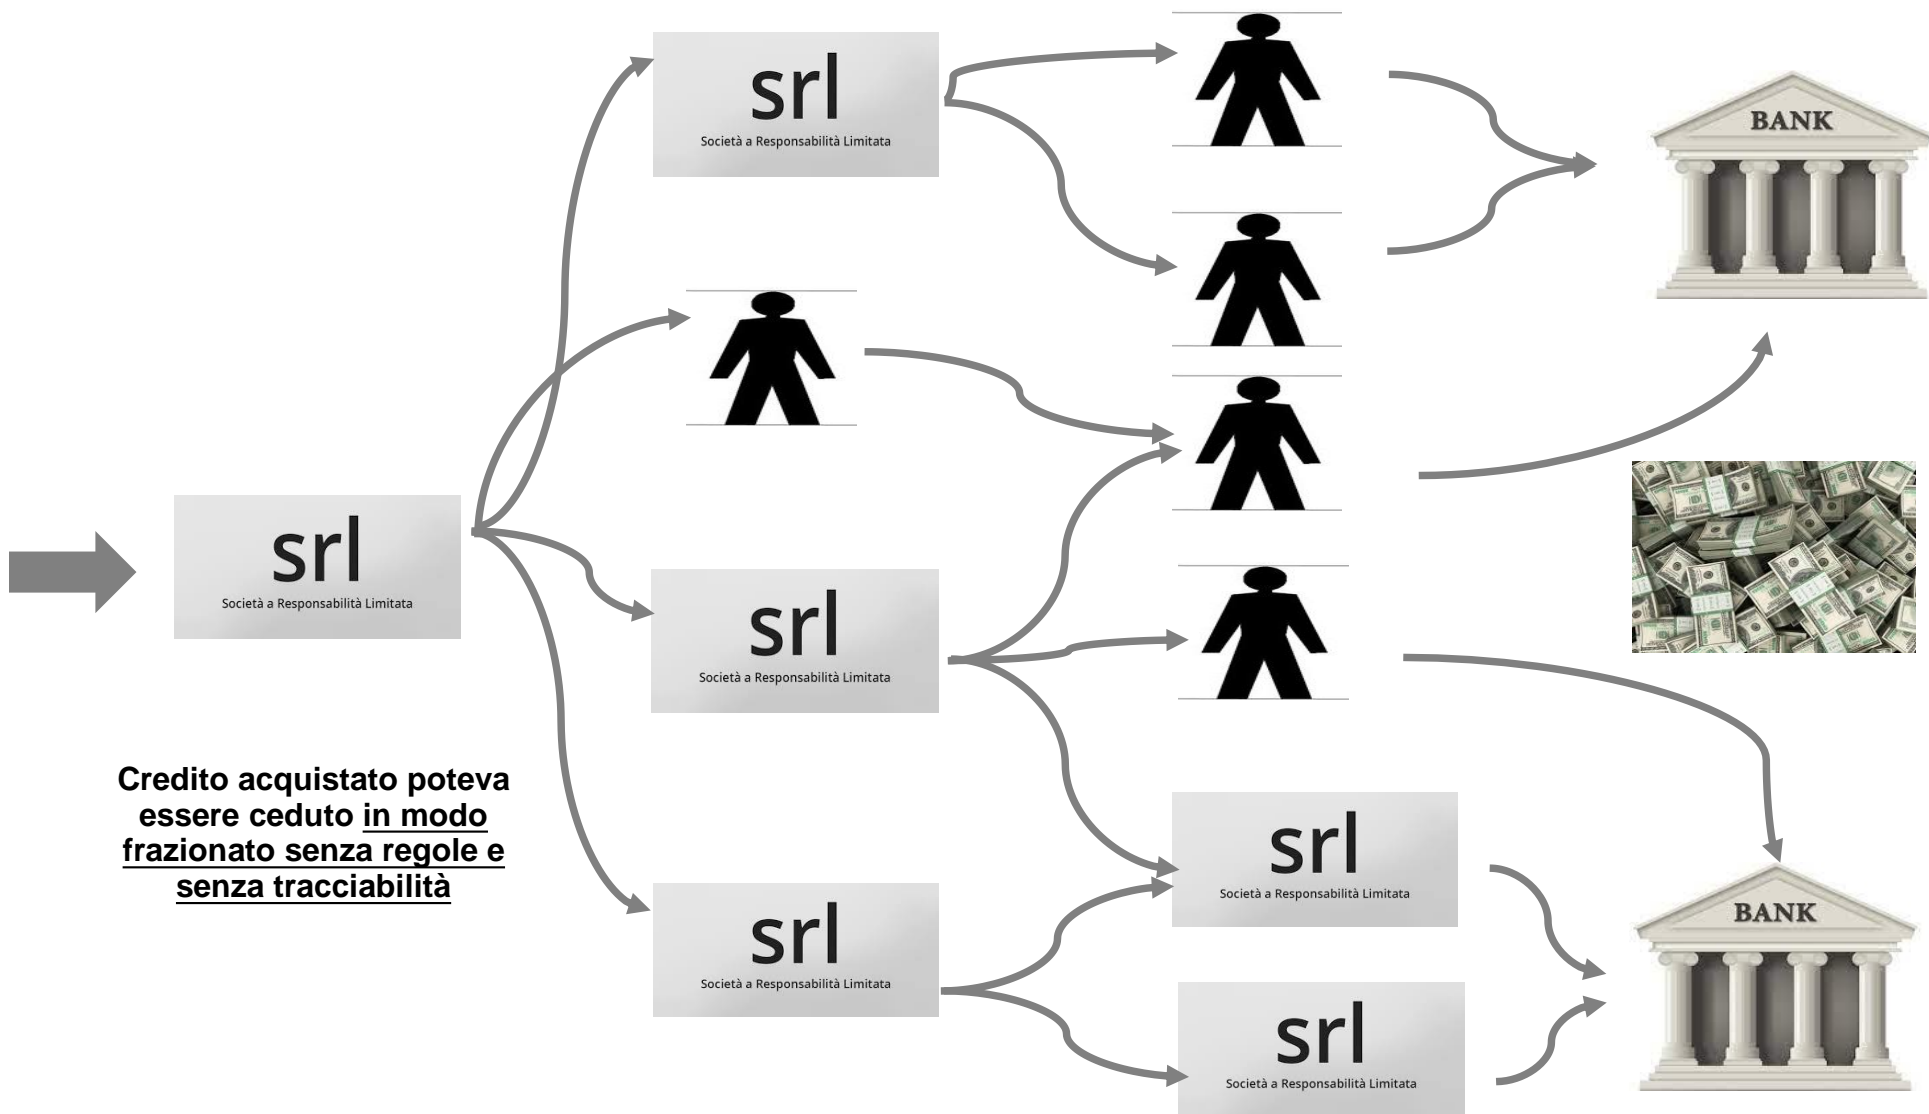 srl
Società a Responsabilità Limitata
BANK
srl
Società a Responsabilità Limitata
srl
Società a Responsabilità Limitata
Credito acquistato poteva
essere ceduto in modo
frazionato senza regole e
senza tracciabilità
srl
Società a Responsabilità Limitata
srl
Società a Responsabilità Limitata
BANK
srl
Società a Responsabilità Limitata